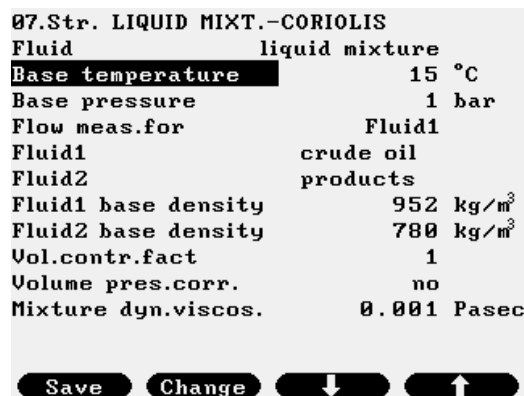 07.Str. LIQUID MIXT.-CORIOLIS
Fluid liquid mixture
Base temperature 15 °C
Base pressure 1 bar
Flow meas.for Fluid1
Fluid1 crude oil
Fluid2 products
Fluid1 base density 952 kg/m³
Fluid2 base density 780 kg/m³
Vol.contr.fact 1
Volume pres.corr. no
Mixture dyn.viscos. 0.001 Pasec
Save Change ↓ ↑